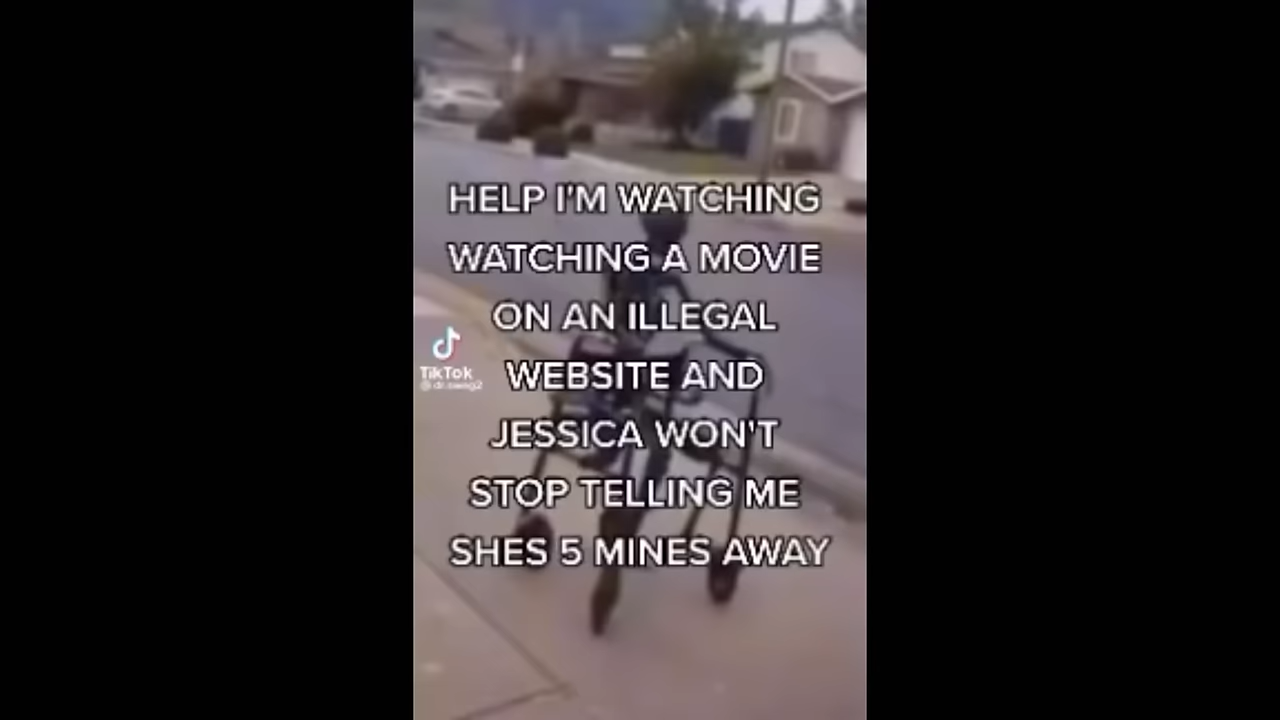 HELP I'M WATCHING
WATCHING A MOVIE
ON AN ILLEGAL
WEBSITE AND
JESSICA WON'T
STOP TELLING ME
SHES 5 MINES AWAY
TikTok